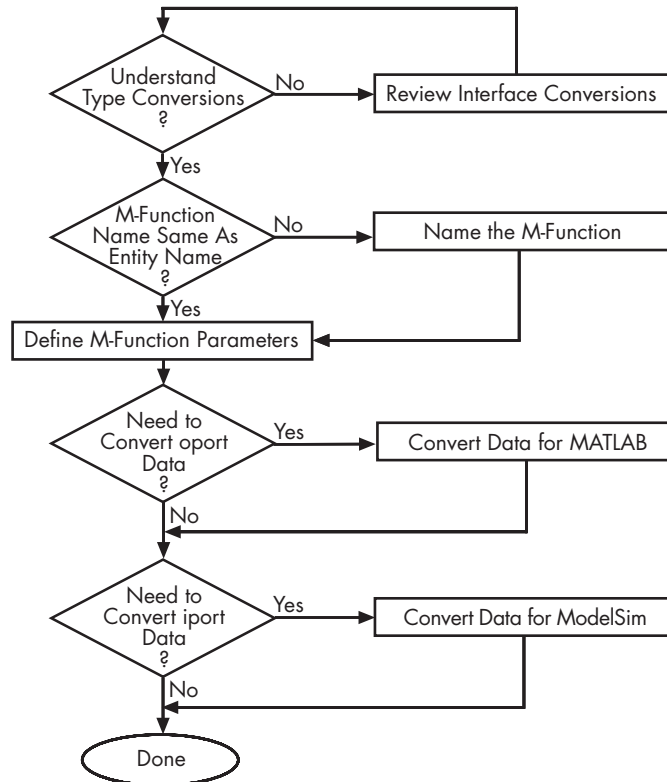 Understand
Type Conversions
?
No
Review Interface Conversions
Yes
M-Function
Name Same As
Entity Name
?
No
Name the M-Function
Yes
Define M-Function Parameters
Need to
Convert oport
Data
?
Yes
Convert Data for MATLAB
No
Need to
Convert iport
Data
?
Yes
Convert Data for ModelSim
No
Done